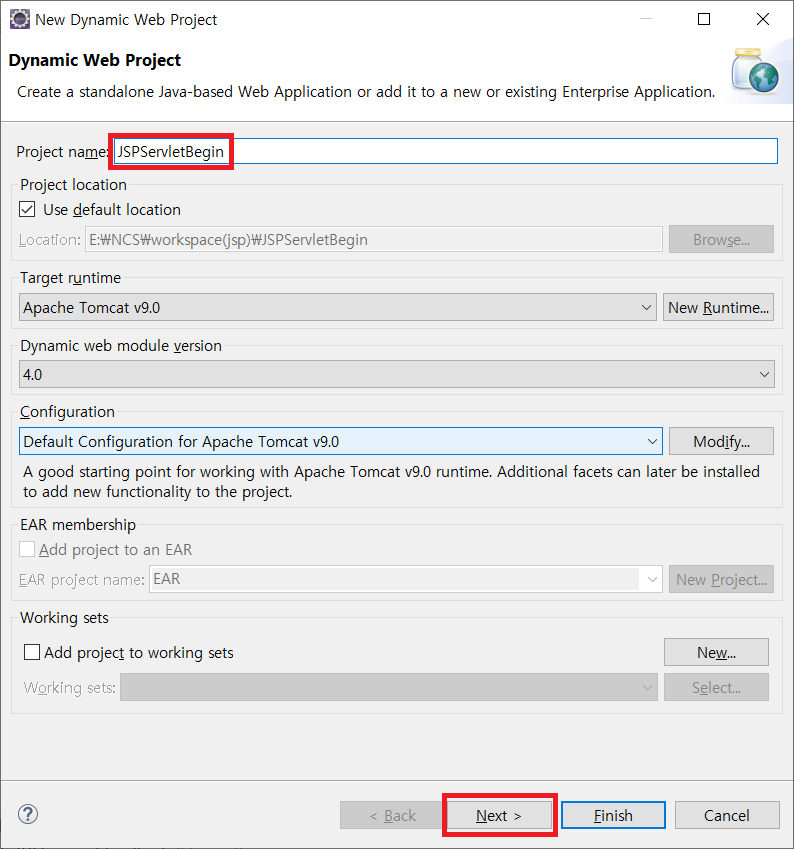 New Dynamic Web Project
Dynamic Web Project
Create a standalone Java-based Web Application or add it to a new or existing Enterprise Application.
Project name: JSPServletBegin
Project location
Use default location
Location: E:₩NCS₩workspace(jsp)₩JSPServletBegin Browse...
Target runtime
Apache Tomcat v9.0 New Runtime...
Dynamic web module version
4.0
Configuration
Default Configuration for Apache Tomcat v9.0 Modify...
A good starting point for working with Apache Tomcat v9.0 runtime. Additional facets can later be installed
to add new functionality to the project.
EAR membership
Add project to an EAR
EAR project name: EAR New Project...
Working sets
Add project to working sets New...
Working sets: Select...
? < Back Next > Finish Cancel